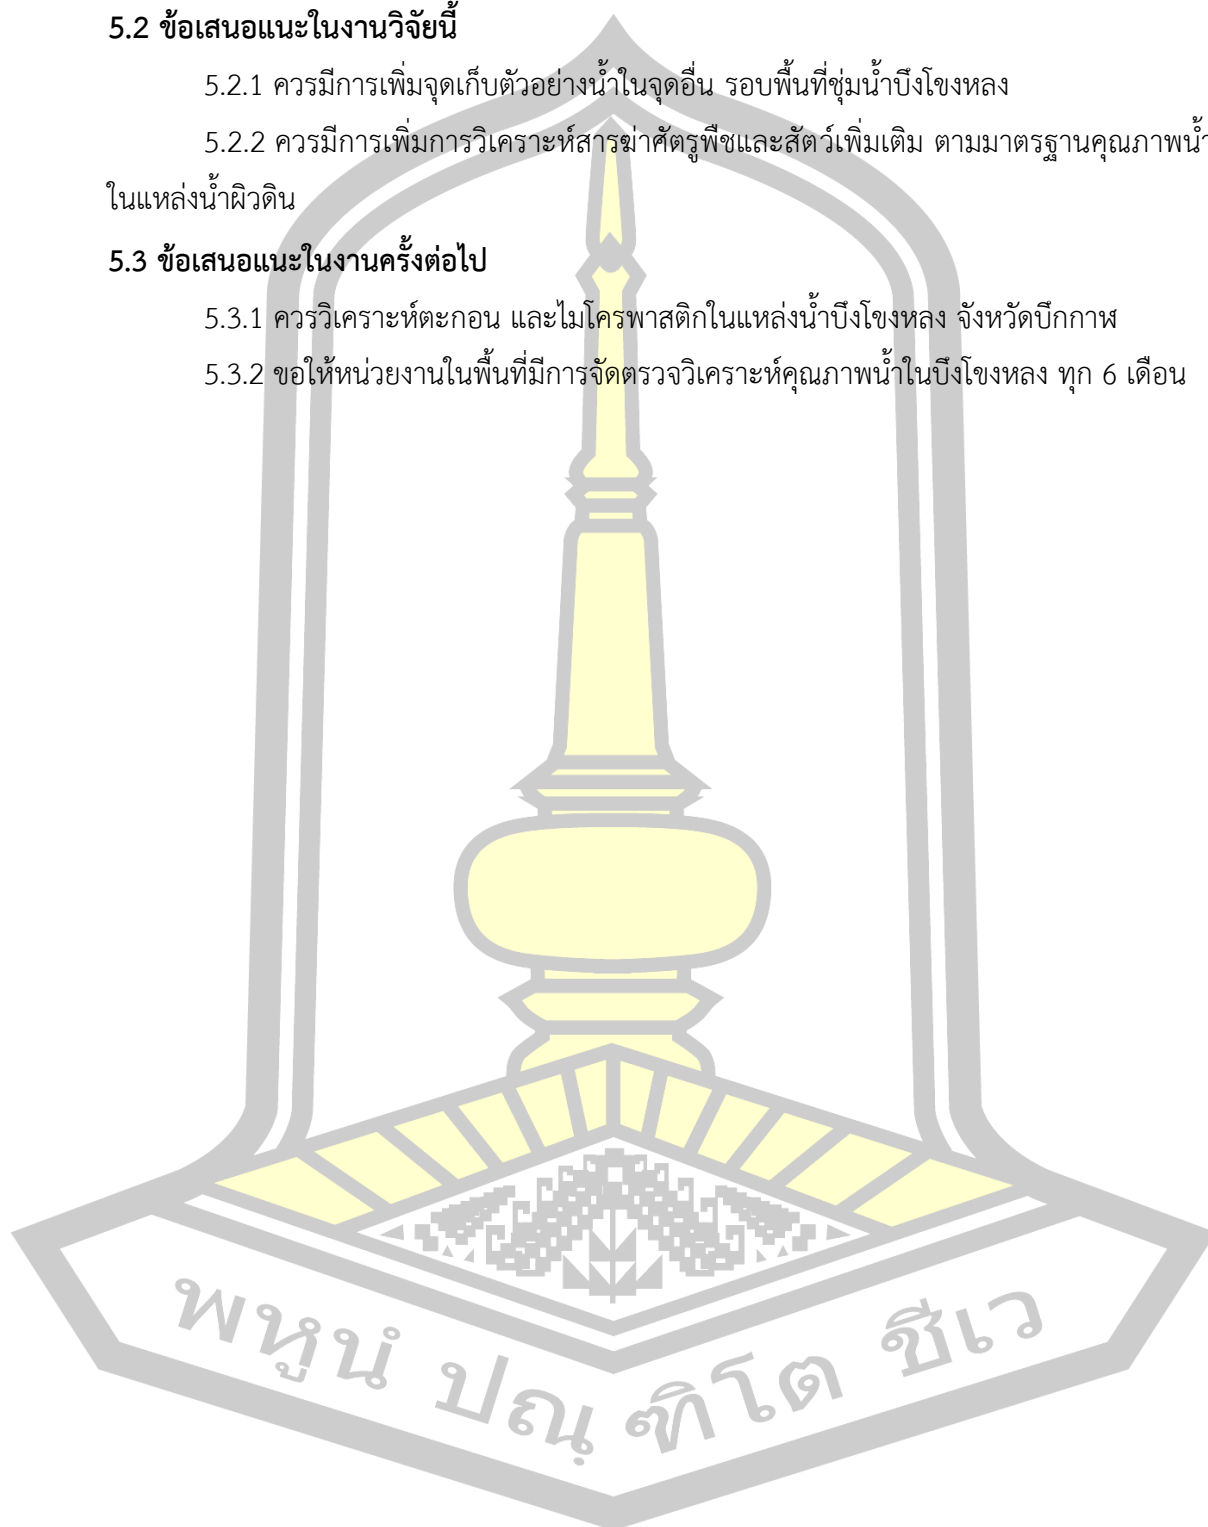 5.2 ข้อเสนอแนะในงานวิจัยนี้
5.2.1 ควรมีการเพิ่มจุดเก็บตัวอย่างน้ำในจุดอื่น รอบพื้นที่ชุ่มน้ำบึงโขงหลง
5.2.2 ควรมีการเพิ่มการวิเคราะห์สารฆ่าศัตรูพืชและสัตว์เพิ่มเติม ตามมาตรฐานคุณภาพน้ำ
ในแหล่งน้ำผิวดิน
5.3 ข้อเสนอแนะในงานครั้งต่อไป
5.3.1 ควรวิเคราะห์ตะกอน และไมโครพาสติกในแหล่งน้ำบึงโขงหลง จังหวัดบึกกาฬ
5.3.2 ขอให้หน่วยงานในพื้นที่มีการจัดตรวจวิเคราะห์คุณภาพน้ำในบึงโขงหลง ทุก 6 เดือน
พหูนํ ปณฺฑิโต ชีเว